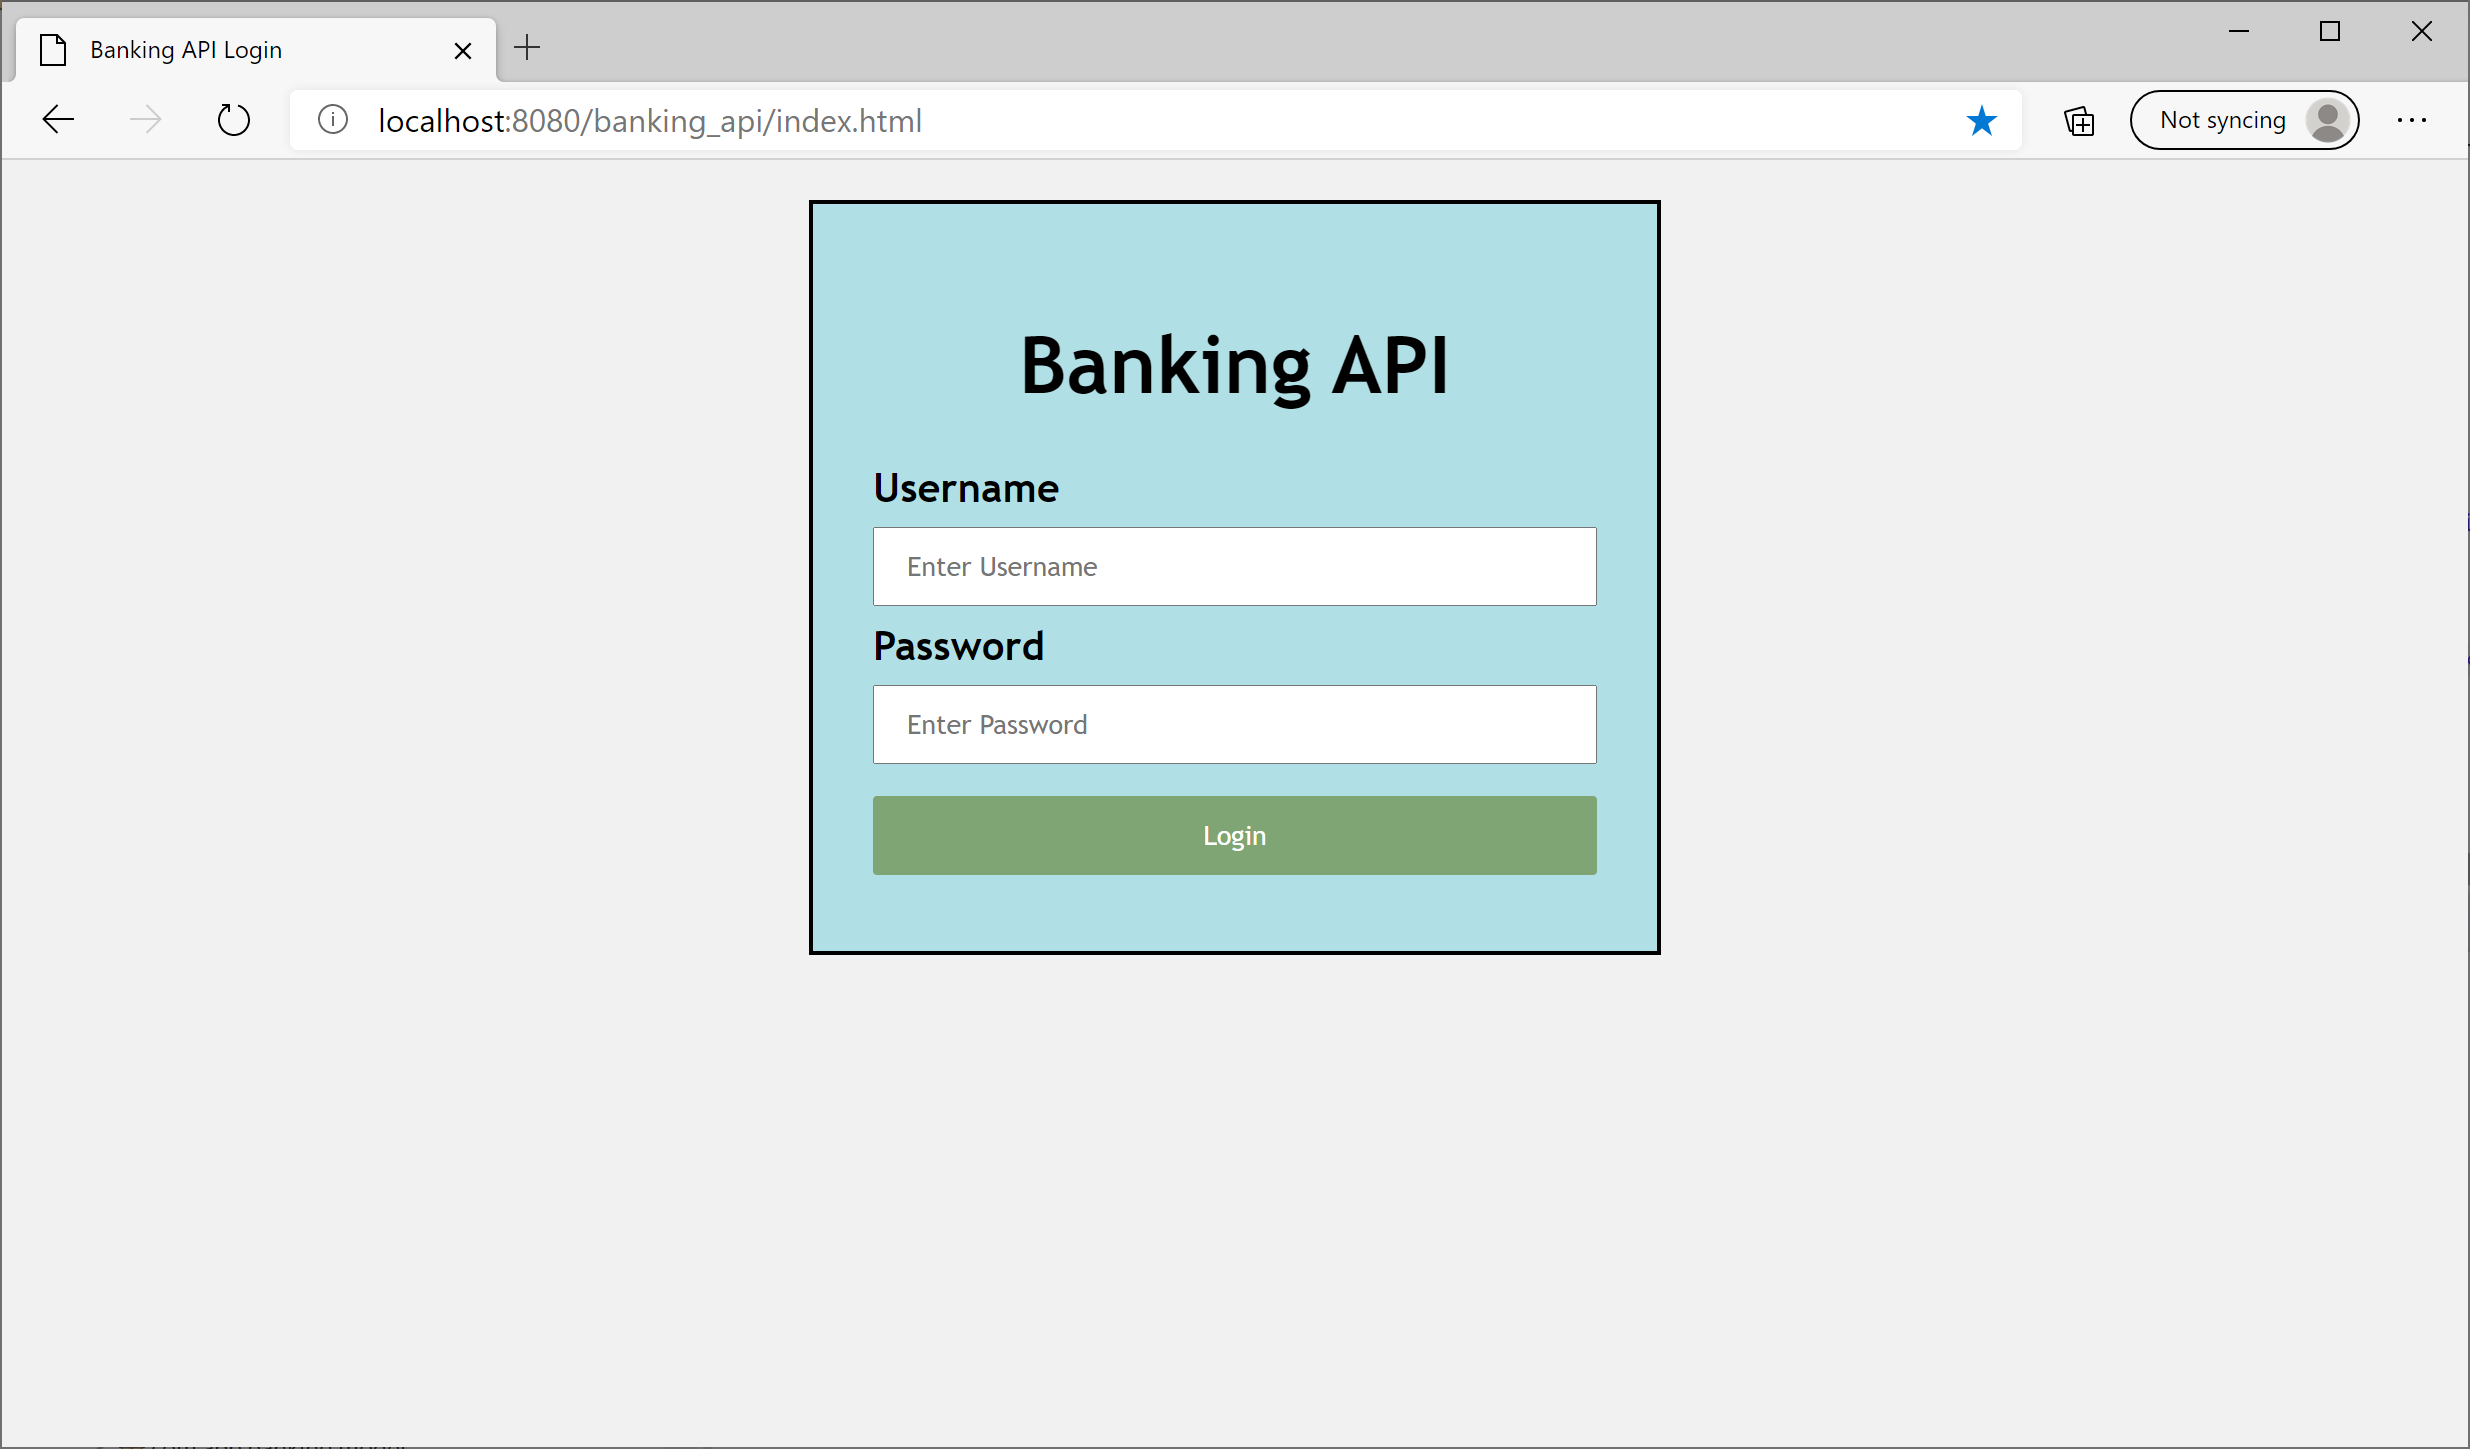 Banking API Login
localhost:8080/banking_api/index.html
Not syncing
Banking API
Username
Enter Username
Password
Enter Password
Login